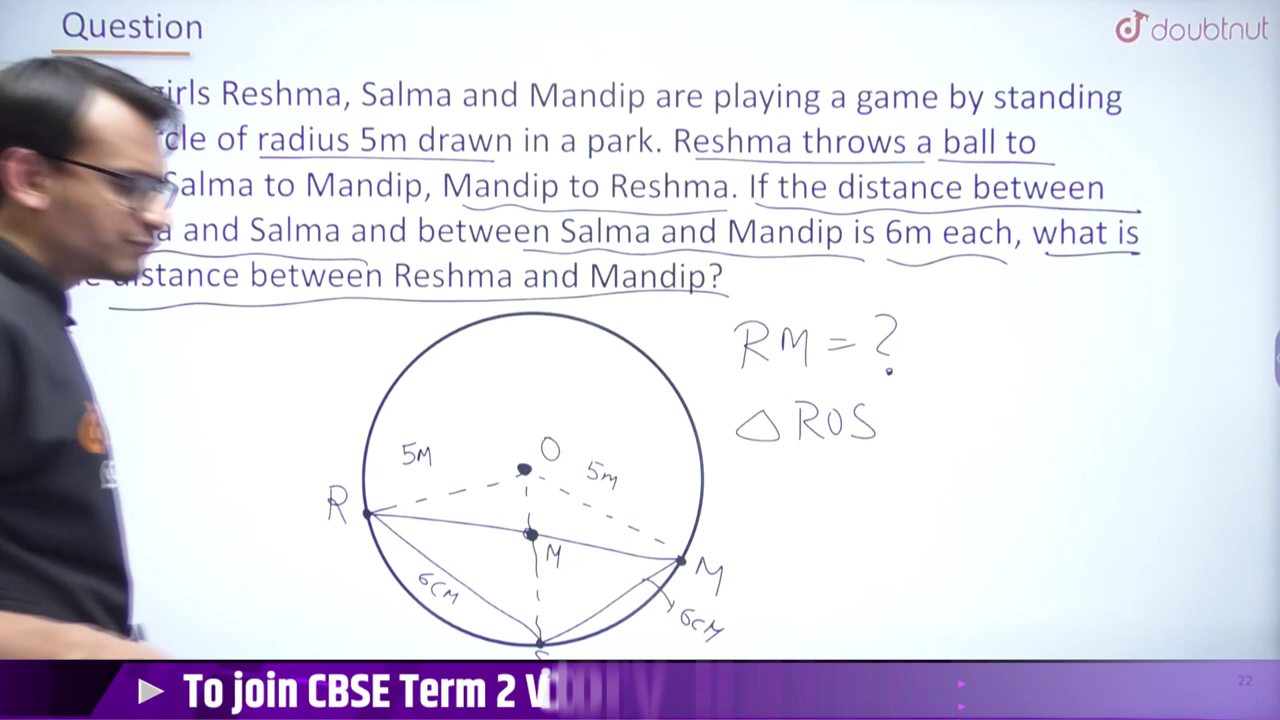 Question
doubtnut
girls Reshma, Salma and Mandip are playing a game by standing
cle of radius 5m drawn in a park. Reshma throws a ball to
Salma to Mandip, Mandip to Reshma. If the distance between
a and Salma and between Salma and Mandip is 6m each, what is
distance between Reshma and Mandip?
RM = ?
△ ROS
O
5M
5m
R
M
M
6CM
6CM
S
To join CBSE Term 2 V
22